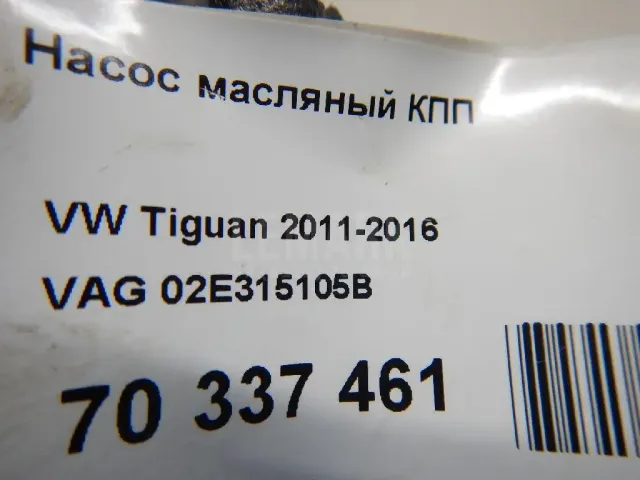 Насос масляный КПП
VW Tiguan 2011-2016
VAG 02E315105B
70 337 461